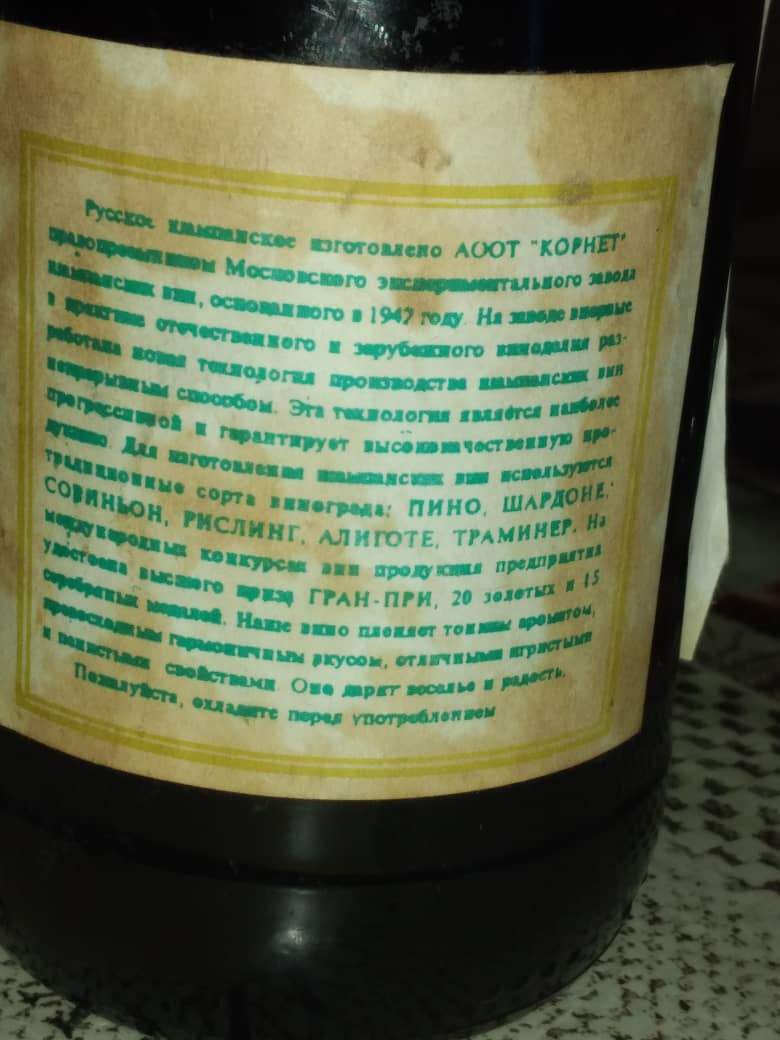 Русское шампанское изготовлено АООТ "КОРНЕТ"
правопреемником Московского экспериментального завода
шампанских вин, основанного в 1942 году. На заводе впервые
в практике отечественного и зарубежного виноделия раз-
работана новая технология производства шампанских вин
непрерывным способом. Эта технология является наиболее
прогрессивной и гарантирует высококачественную про-
дукцию. Для изготовления шампанских вин используются
традиционные сорта винограда: ПИНО, ШАРДОНЕ,
СОВИНЬОН, РИСЛИНГ, АЛИГОТЕ, ТРАМИНЕР. На
международных конкурсах вин продукция предприятия
удостоена высшего приза ГРАН-ПРИ, 20 золотых и 15
серебряных медалей. Наше вино пленяет тонким ароматом,
превосходным гармоничным вкусом, отличными игристыми
и пенистыми свойствами. Оно дарит веселье и радость.
Пожалуйста, охладите перед употреблением